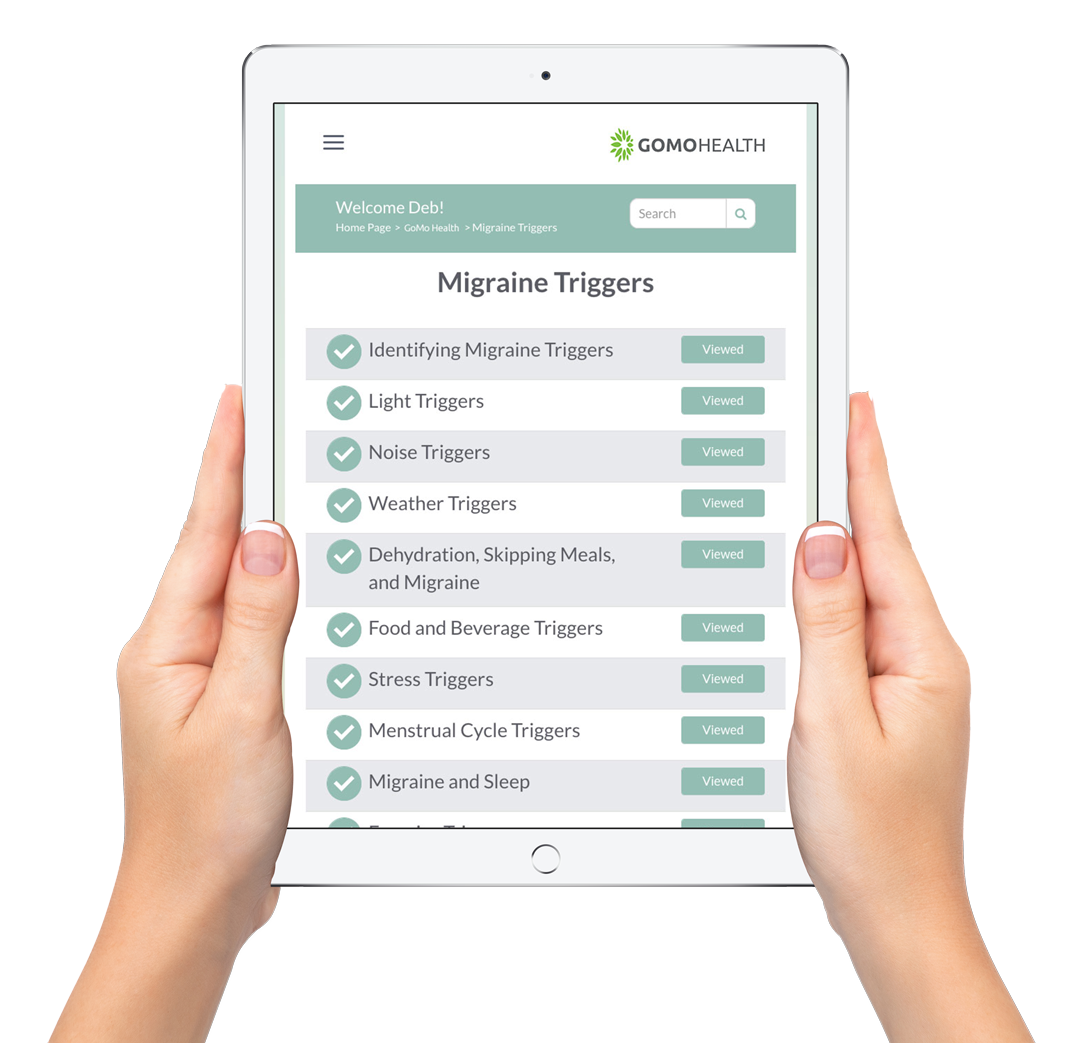 GOMOHEALTH
Welcome Deb!
Search
Home Page > GoMo Health > Migraine Triggers
Migraine Triggers
Identifying Migraine Triggers Viewed
Light Triggers Viewed
Noise Triggers Viewed
Weather Triggers Viewed
Dehydration, Skipping Meals, Viewed
and Migraine
Food and Beverage Triggers Viewed
Stress Triggers Viewed
Menstrual Cycle Triggers Viewed
Migraine and Sleep Viewed